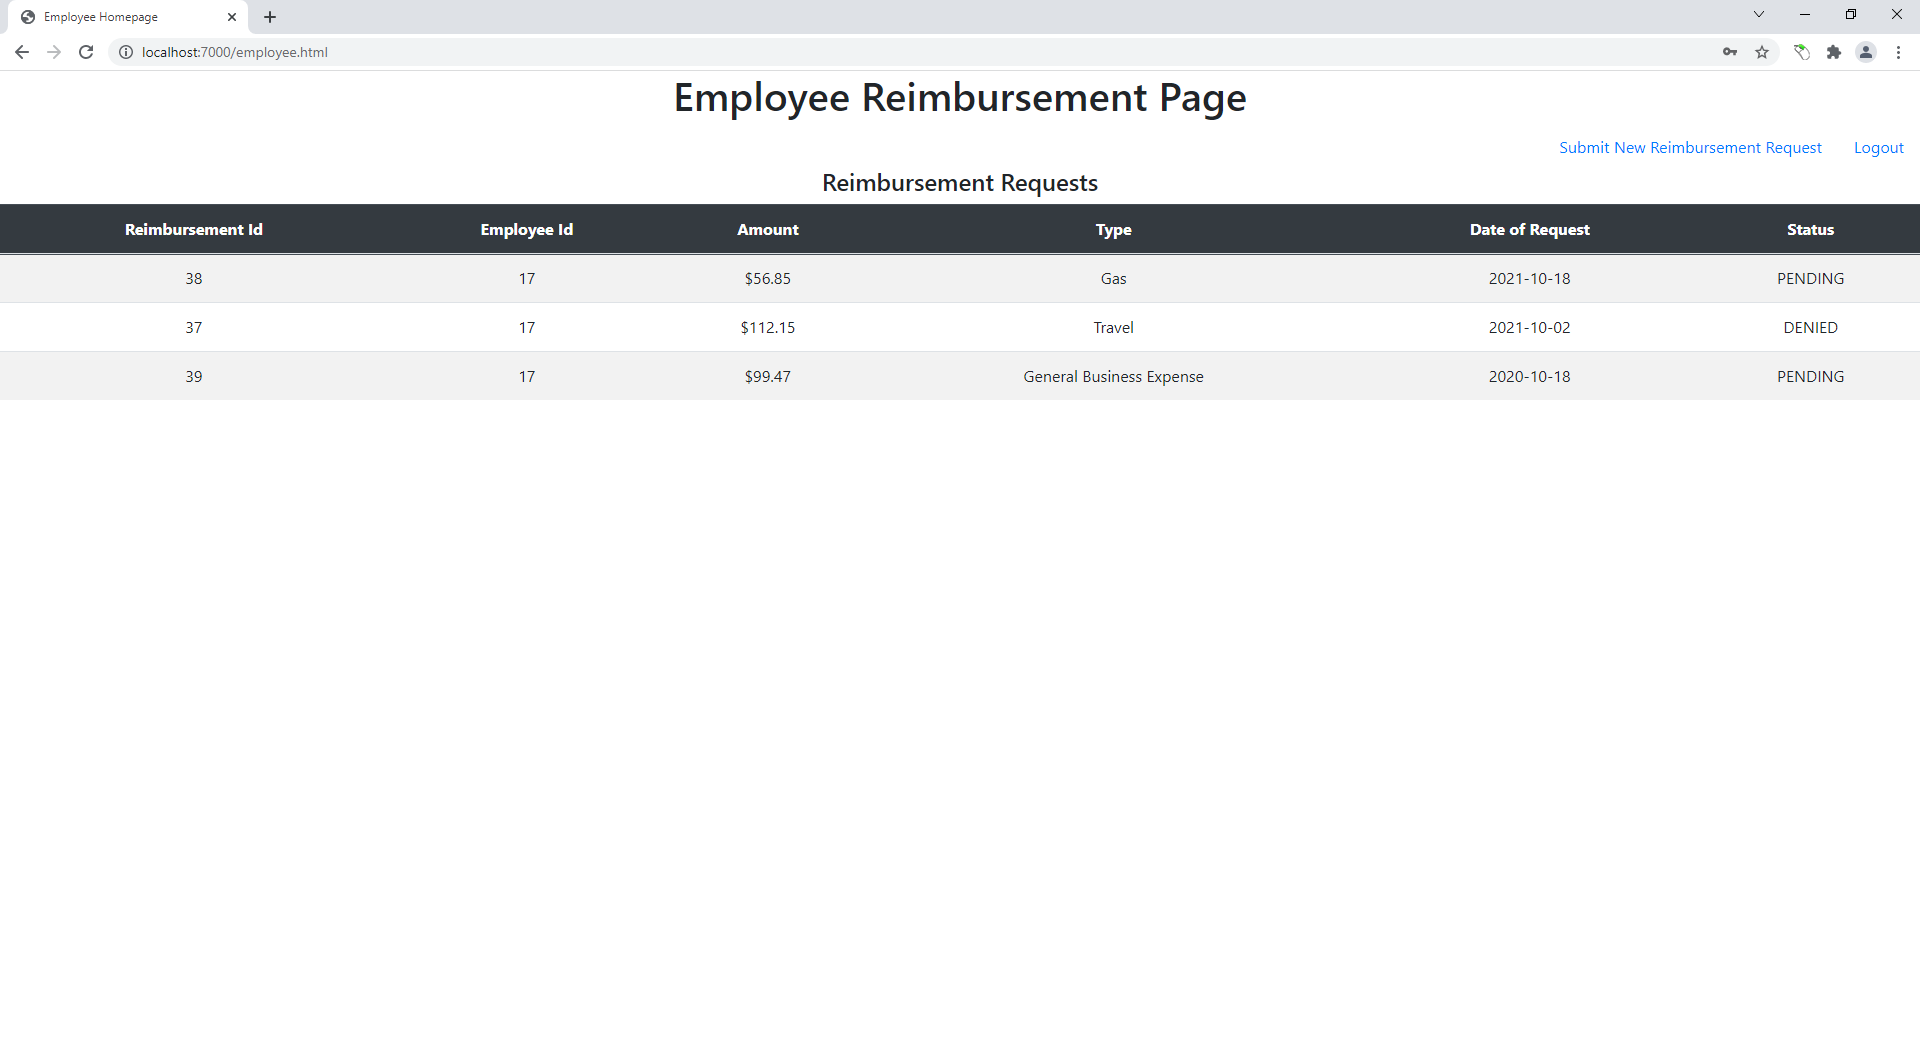 Employee Homepage
localhost:7000/employee.html
Employee Reimbursement Page
Submit New Reimbursement Request Logout
Reimbursement Requests
Reimbursement Id Employee Id Amount Type Date of Request Status
38 17 $56.85 Gas 2021-10-18 PENDING
37 17 $112.15 Travel 2021-10-02 DENIED
39 17 $99.47 General Business Expense 2020-10-18 PENDING